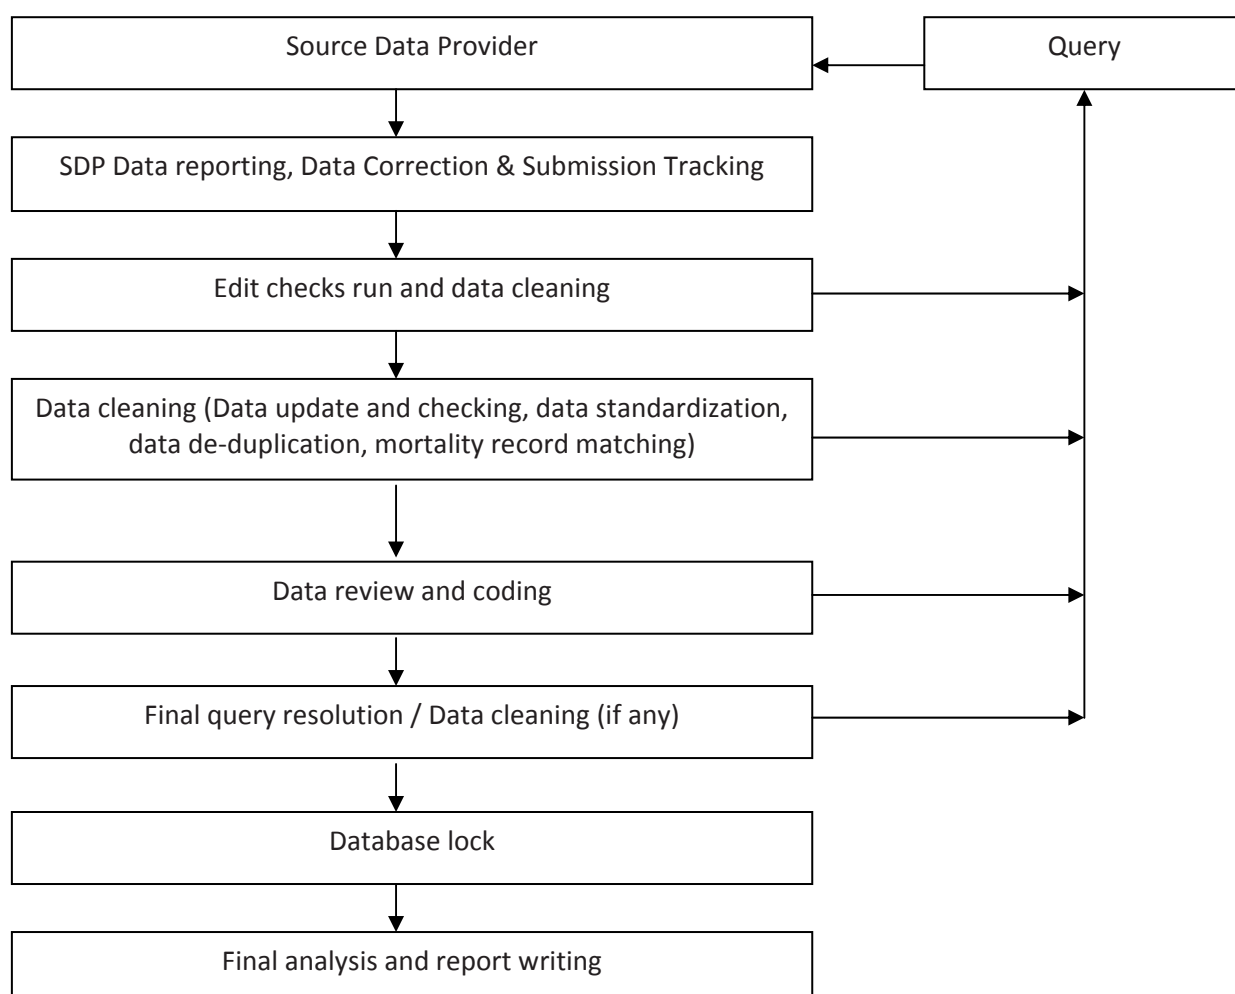 Source Data Provider
Query
SDP Data reporting, Data Correction & Submission Tracking
Edit checks run and data cleaning
Data cleaning (Data update and checking, data standardization,
data de-duplication, mortality record matching)
Data review and coding
Final query resolution / Data cleaning (if any)
Database lock
Final analysis and report writing